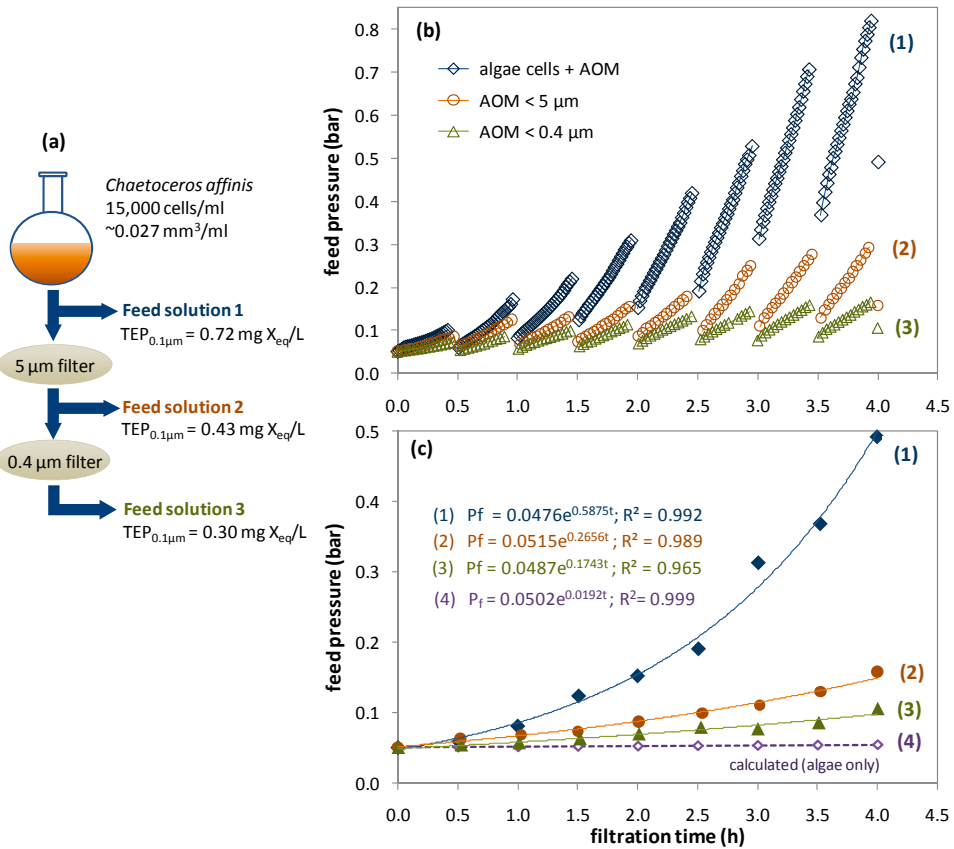 (a)
Chaetoceros affinis
15,000 cells/ml
~0.027 mm³/ml
Feed solution 1
TEP0.1µm = 0.72 mg Xeq/L
5 µm filter
Feed solution 2
TEP0.1µm = 0.43 mg Xeq/L
0.4 µm filter
Feed solution 3
TEP0.1µm = 0.30 mg Xeq/L
(b)
(1)
algae cells + AOM
AOM < 5 µm
AOM < 0.4 µm
(2)
(3)
feed pressure (bar)
0.8
0.7
0.6
0.5
0.4
0.3
0.2
0.1
0.0
0.0 0.5 1.0 1.5 2.0 2.5 3.0 3.5 4.0 4.5
(c)
(1)
(1) Pf = 0.0476e^0.5875t; R² = 0.992
(2) Pf = 0.0515e^0.2656t; R² = 0.989
(3) Pf = 0.0487e^0.1743t; R² = 0.965
(4) Pf = 0.0502e^0.0192t; R²= 0.999
(2)
(3)
(4)
calculated (algae only)
feed pressure (bar)
0.5
0.4
0.3
0.2
0.1
0.0
0.0 0.5 1.0 1.5 2.0 2.5 3.0 3.5 4.0 4.5
filtration time (h)